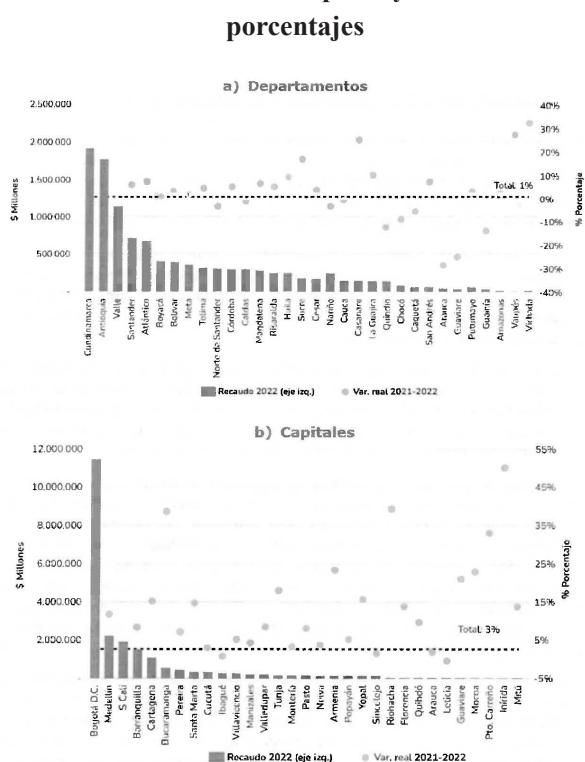 porcentajes
a) Departamentos
2.500.000
2.000.000
1.500.000
1.000.000
500.000
-
$ Millones
40%
30%
20%
10%
0%
-10%
-20%
-30%
-40%
% Porcentaje
Total: 1%
Cundinamarca
Antioquia
Valle
Santander
Atlántico
Boyacá
Bolívar
Meta
Tolima
Norte de Santander
Córdoba
Caldas
Magdalena
Risaralda
Huila
Sucre
Cesar
Nariño
Cauca
Casanare
La Guajira
Quindío
Chocó
Caquetá
San Andrés
Arauca
Guaviare
Putumayo
Guainía
Amazonas
Vaupés
Vichada
Recaudo 2022 (eje izq.)
Var. real 2021-2022
b) Capitales
12.000.000
10.000.000
8.000.000
6.000.000
4.000.000
2.000.000
-
$ Millones
55%
45%
35%
25%
15%
5%
-5%
% Porcentaje
Total: 3%
Bogotá D.C.
Medellín
S Cali
Barranquilla
Cartagena
Bucaramanga
Pereira
Santa Marta
Cúcuta
Ibagué
Villavicencio
Manizales
Valledupar
Tunja
Montería
Pasto
Neiva
Armenia
Popayán
Yopal
Sincelejo
Riohacha
Florencia
Quibdó
Arauca
Leticia
Guaviare
Mocoa
Pto. Carreño
Inírida
Mitú
Recaudo 2022 (eje izq.)
Var. real 2021-2022